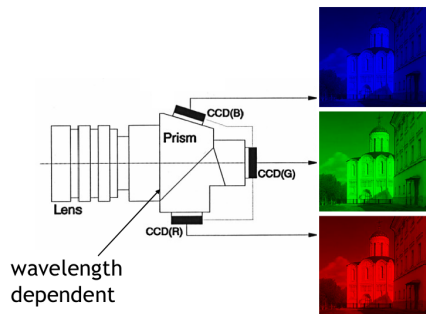 CCD(B)
Prism
CCD(G)
Lens
CCD(R)
wavelength
dependent